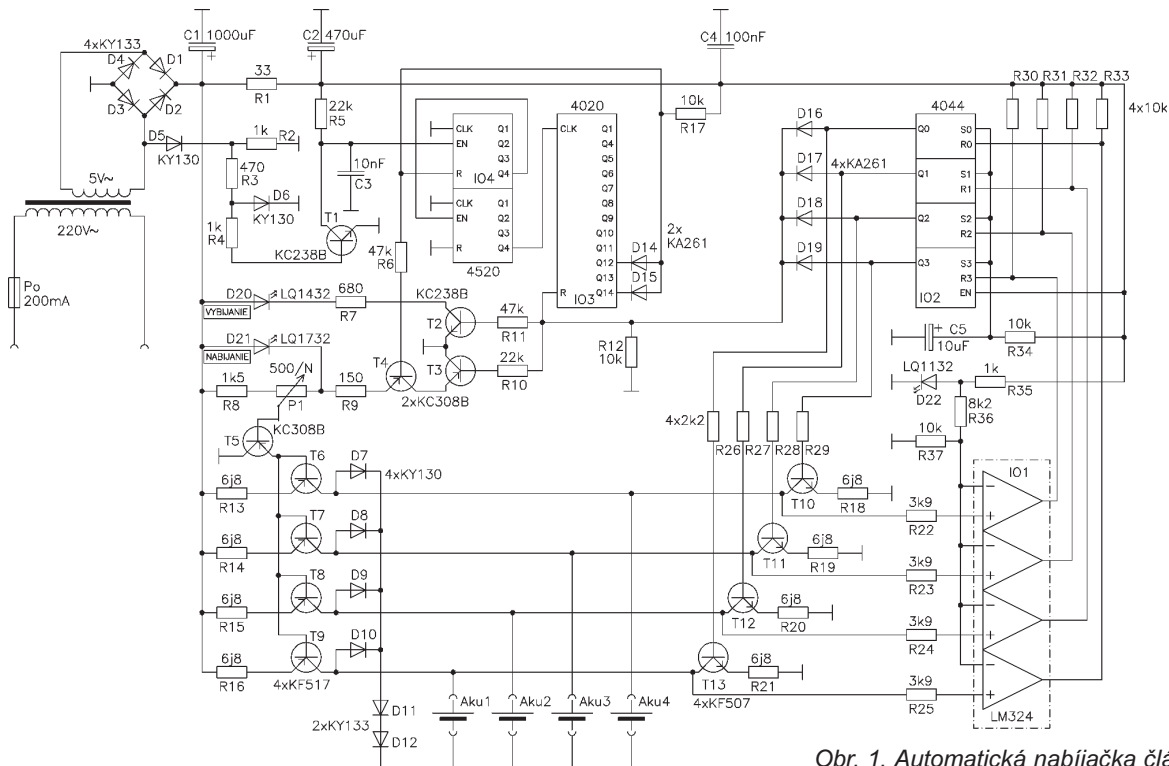 C1 1000uF
C2 470uF
C4 100nF
4xKY133
D4
D1
D3
D2
33
R1
22k
R5
D5
KY130
1k
R2
470
R3
D6
KY130
1k
R4
10nF
C3
T1
KC238B
5V~
220V~
Po
200mA
CLK
EN
R
Q1
Q2
Q3
Q4
IO4
CLK
EN
R
Q1
Q2
Q3
Q4
4520
4020
CLK
R
Q1
Q4
Q5
Q6
Q7
Q8
Q9
Q10
Q11
Q12
Q13
Q14
IO3
10k
R17
D14
D15
2x
KA261
47k
R6
D16
D17
D18
D19
4xKA261
4044
Q0
Q1
Q2
Q3
S0
R0
S1
R1
S2
R2
S3
R3
EN
IO2
R30
R31
R32
R33
4x10k
C5
10uF
10k
R34
LQ1132
D22
1k
R35
8k2
R36
10k
R37
D20
LQ1432
VYBIJANIE
680
R7
KC238B
T2
47k
R11
R12
10k
D21
LQ1732
NABIJANIE
500/N
P1
1k5
R8
150
R9
T4
T3
22k
R10
2xKC308B
KC308B
T5
4x2k2
R26
R27
R28
R29
6j8
R13
T6
D7
4xKY130
T10
6j8
R18
3k9
R22
6j8
R14
T7
D8
T11
6j8
R19
3k9
R23
6j8
R15
T8
D9
T12
6j8
R20
3k9
R24
6j8
R16
T9
4xKF517
D10
T13
4xKF507
6j8
R21
3k9
R25
IO1
LM324
D11
2xKY133
D12
Aku1
Aku2
Aku3
Aku4
Obr. 1. Automatická nabíjačka člá